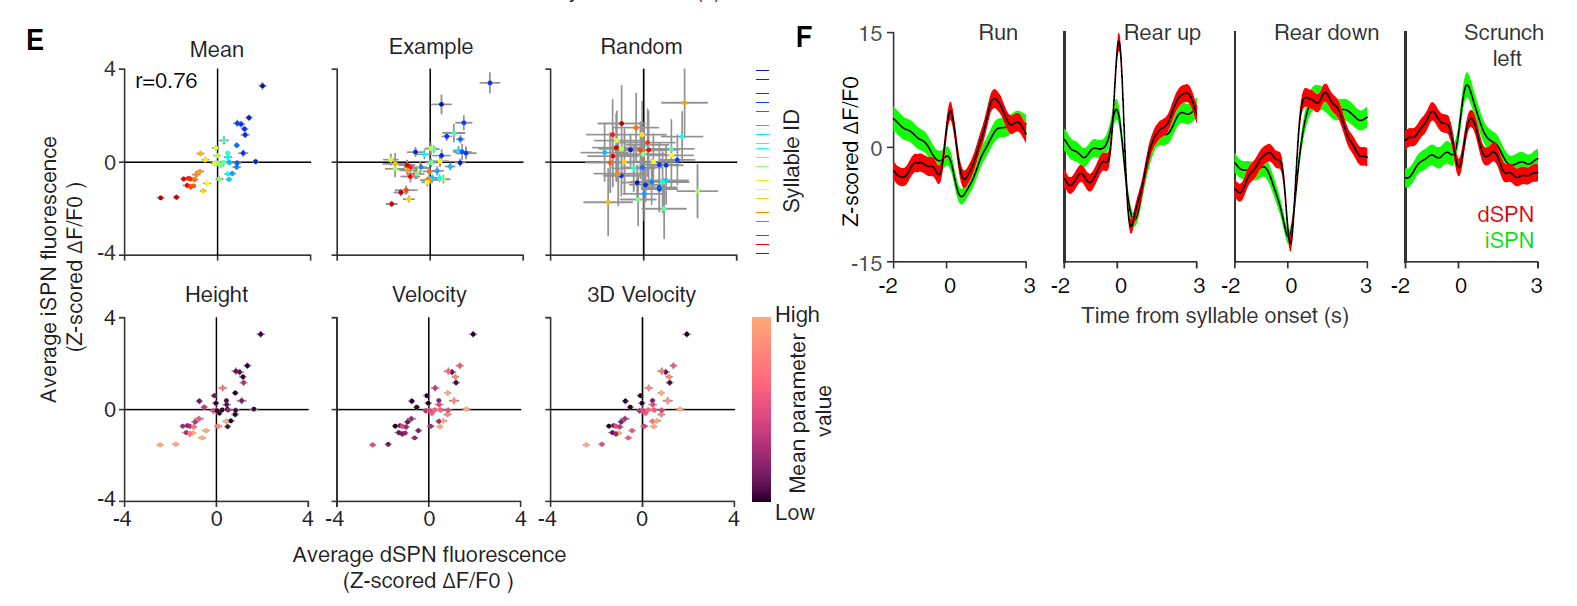 E
Mean
Example
Random
4
r=0.76
0
-4
Syllable ID
Average iSPN fluorescence
(Z-scored ΔF/F0 )
Height
Velocity
3D Velocity
4
0
-4
-4 0 4 0 4 -4 0 4
-4
High
Mean parameter
value
Low
Average dSPN fluorescence
(Z-scored ΔF/F0 )
F
Run
Rear up
Rear down
Scrunch
left
15
0
-15
Z-scored ΔF/F0
dSPN
iSPN
-2 0 3 -2 0 3 -2 0 3 -2 0 3
Time from syllable onset (s)